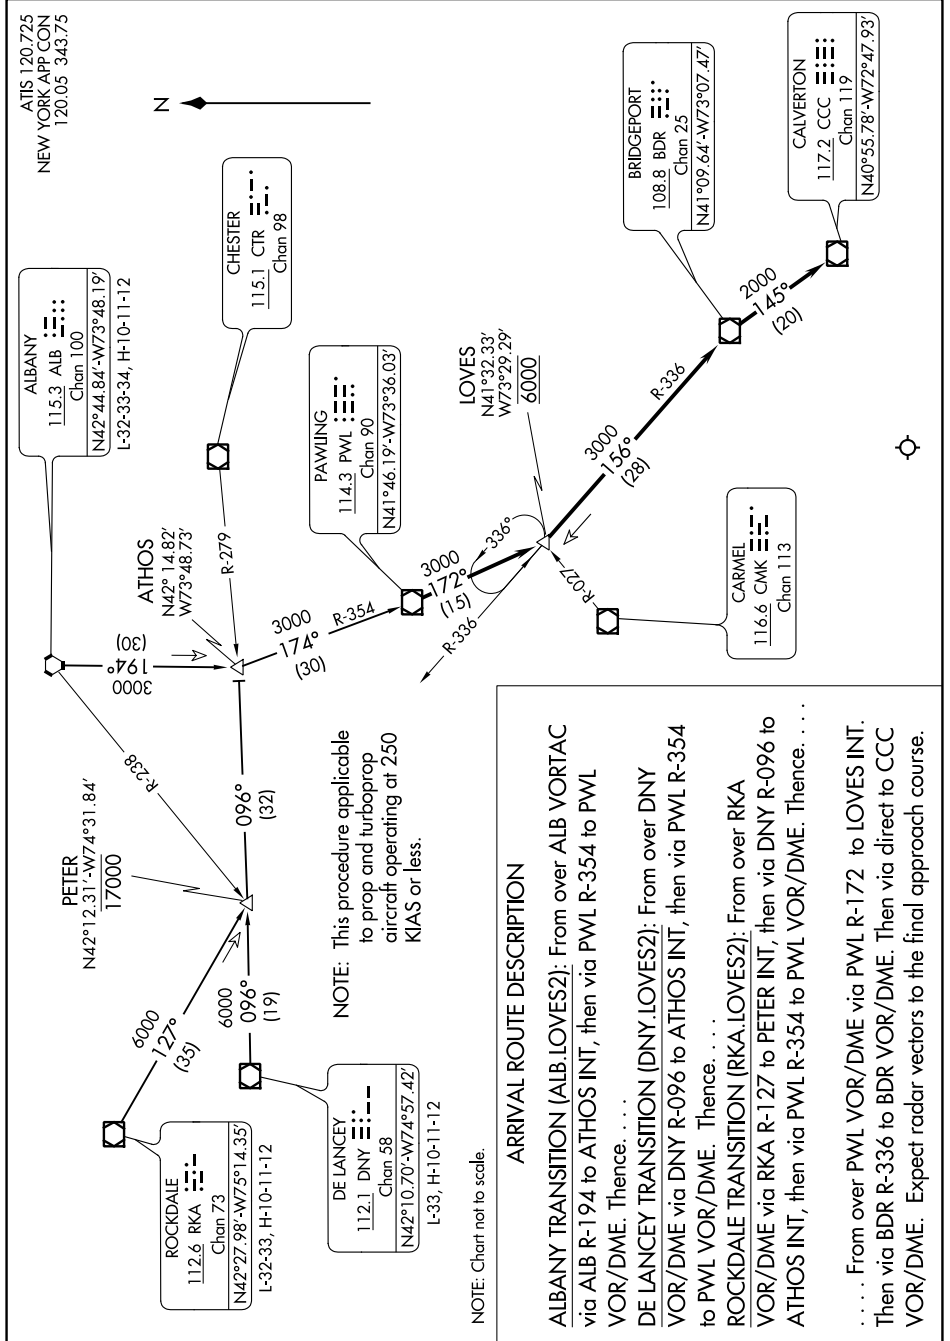 ATIS 120.725
NEW YORK APP CON
120.05 343.75
N
ALBANY
115.3 ALB
Chan 100
N42°44.84'-W73°48.19'
L-32-33-34, H-10-11-12
CHESTER
115.1 CTR
Chan 98
BRIDGEPORT
108.8 BDR
Chan 25
N41°09.64'-W73°07.47'
CALVERTON
117.2 CCC
Chan 119
N40°55.78'-W72°47.93'
PAWLING
114.3 PWL
Chan 90
N41°46.19'-W73°36.03'
LOVES
N41°32.33'
W73°29.29'
6000
ATHOS
N42° 14.82'
W73°48.73'
PETER
N42°12.31'-W74°31.84'
17000
CARMEL
116.6 CMK
Chan 113
ROCKDALE
112.6 RKA
Chan 73
N42°27.98'-W75°14.35'
L-32-33, H-10-11-12
DE LANCEY
112.1 DNY
Chan 58
N42°10.70'-W74°57.42'
L-33, H-10-11-12
3000
194°
(30)
R-238
R-279
6000
127°
(35)
6000
096°
(19)
096°
(32)
3000
174°
(30)
R-354
3000
172°
(15)
336°
R-336
R-027
3000
156°
(28)
R-336
2000
145°
(20)
NOTE: This procedure applicable
to prop and turboprop
aircraft operating at 250
KIAS or less.
NOTE: Chart not to scale.
ARRIVAL ROUTE DESCRIPTION
ALBANY TRANSITION (ALB.LOVES2): From over ALB VORTAC
via ALB R-194 to ATHOS INT, then via PWL R-354 to PWL
VOR/DME. Thence. . . .
DE LANCEY TRANSITION (DNY.LOVES2): From over DNY
VOR/DME via DNY R-096 to ATHOS INT, then via PWL R-354
to PWL VOR/DME. Thence. . . .
ROCKDALE TRANSITION (RKA.LOVES2): From over RKA
VOR/DME via RKA R-127 to PETER INT, then via DNY R-096 to
ATHOS INT, then via PWL R-354 to PWL VOR/DME. Thence. . . .
. . . . From over PWL VOR/DME via PWL R-172 to LOVES INT.
Then via BDR R-336 to BDR VOR/DME. Then via direct to CCC
VOR/DME. Expect radar vectors to the final approach course.